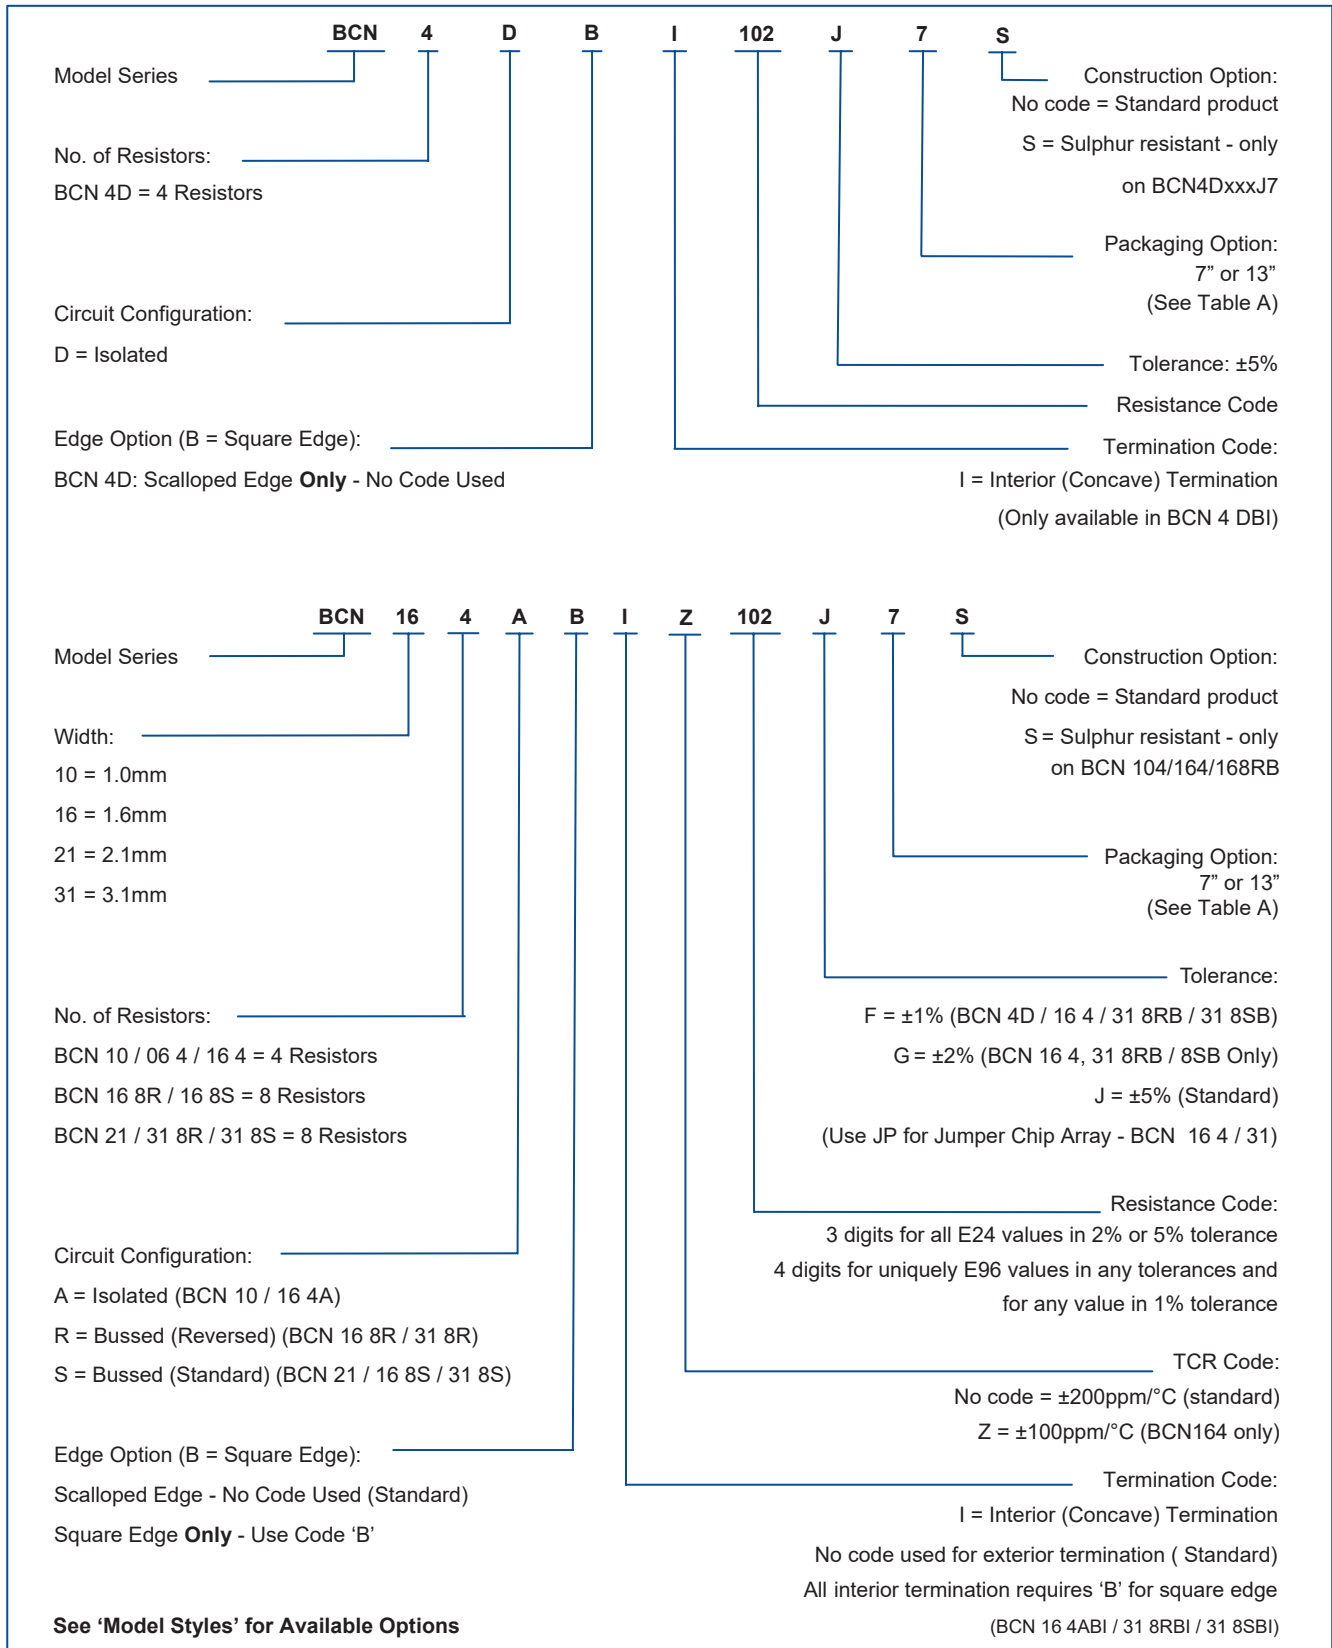 BCN 4 D B I 102 J 7 S
Model Series
Construction Option:
No code = Standard product
S = Sulphur resistant - only
on BCN4DxxxJ7
No. of Resistors:
BCN 4D = 4 Resistors
Packaging Option:
7” or 13”
(See Table A)
Circuit Configuration:
D = Isolated
Tolerance: ±5%
Resistance Code
Edge Option (B = Square Edge):
BCN 4D: Scalloped Edge Only - No Code Used
Termination Code:
I = Interior (Concave) Termination
(Only available in BCN 4 DBI)
BCN 16 4 A B I Z 102 J 7 S
Model Series
Construction Option:
No code = Standard product
S = Sulphur resistant - only
on BCN 104/164/168RB
Width:
10 = 1.0mm
16 = 1.6mm
21 = 2.1mm
31 = 3.1mm
Packaging Option:
7” or 13”
(See Table A)
Tolerance:
F = ±1% (BCN 4D / 16 4 / 31 8RB / 31 8SB)
G = ±2% (BCN 16 4, 31 8RB / 8SB Only)
J = ±5% (Standard)
(Use JP for Jumper Chip Array - BCN 16 4 / 31)
No. of Resistors:
BCN 10 / 06 4 / 16 4 = 4 Resistors
BCN 16 8R / 16 8S = 8 Resistors
BCN 21 / 31 8R / 31 8S = 8 Resistors
Resistance Code:
3 digits for all E24 values in 2% or 5% tolerance
4 digits for uniquely E96 values in any tolerances and
for any value in 1% tolerance
Circuit Configuration:
A = Isolated (BCN 10 / 16 4A)
R = Bussed (Reversed) (BCN 16 8R / 31 8R)
S = Bussed (Standard) (BCN 21 / 16 8S / 31 8S)
TCR Code:
No code = ±200ppm/°C (standard)
Z = ±100ppm/°C (BCN164 only)
Edge Option (B = Square Edge):
Scalloped Edge - No Code Used (Standard)
Square Edge Only - Use Code ‘B’
Termination Code:
I = Interior (Concave) Termination
No code used for exterior termination ( Standard)
All interior termination requires ‘B’ for square edge
(BCN 16 4ABI / 31 8RBI / 31 8SBI)
See ‘Model Styles’ for Available Options